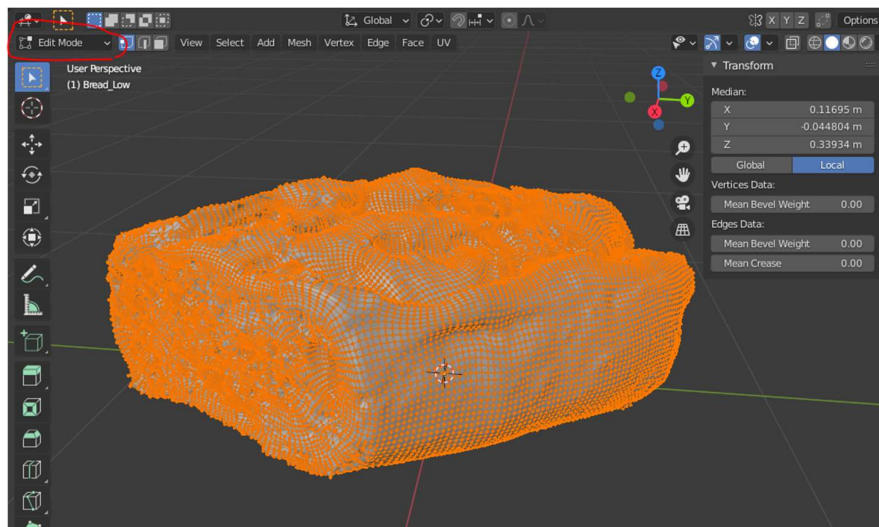 Global
X Y Z
Options
Edit Mode
View Select Add Mesh Vertex Edge Face UV
User Perspective
(1) Bread_Low
Z
Y
X
Transform
Median:
X 0.11695 m
Y -0.044804 m
Z 0.33934 m
Global Local
Vertices Data:
Mean Bevel Weight 0.00
Edges Data:
Mean Bevel Weight 0.00
Mean Crease 0.00